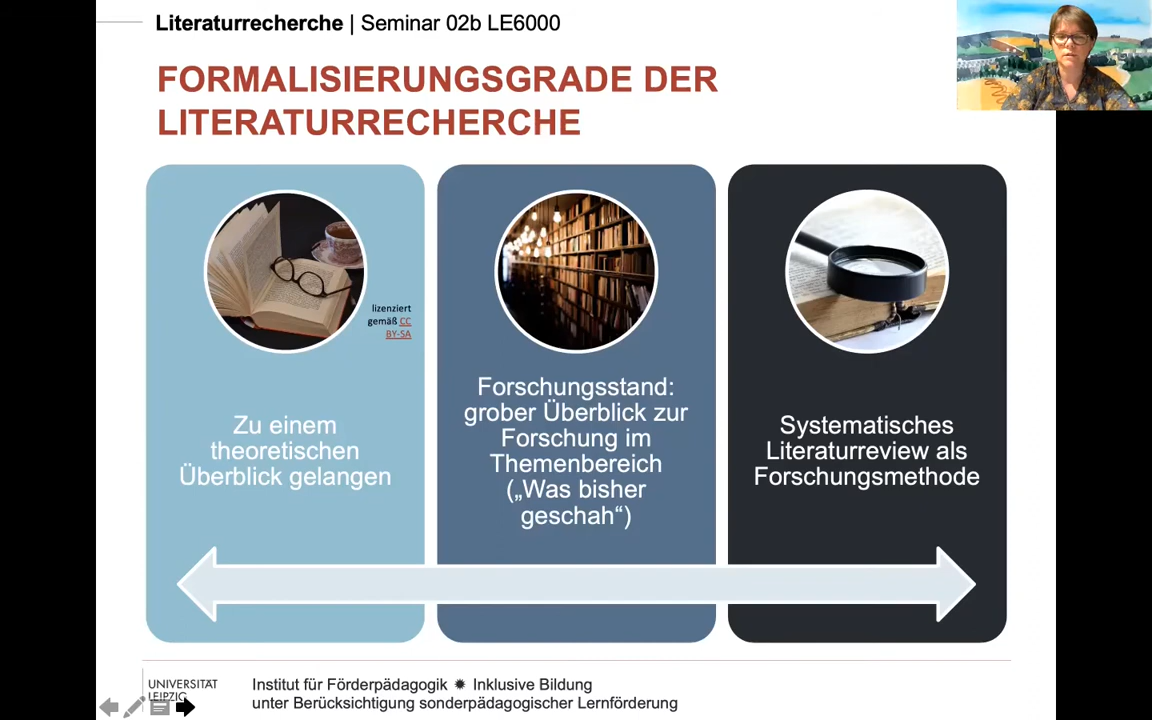 Literaturrecherche | Seminar 02b LE6000
FORMALISIERUNGSGRADE DER
LITERATURRECHERCHE
lizenziert
gemäß CC
BY-SA
Zu einem
theoretischen
Überblick gelangen
Forschungsstand:
grober Überblick zur
Forschung im
Themenbereich
(„Was bisher
geschah“)
Systematisches
Literaturreview als
Forschungsmethode
UNIVERSITÄT
LEIPZIG
Institut für Förderpädagogik ✹ Inklusive Bildung
unter Berücksichtigung sonderpädagogischer Lernförderung